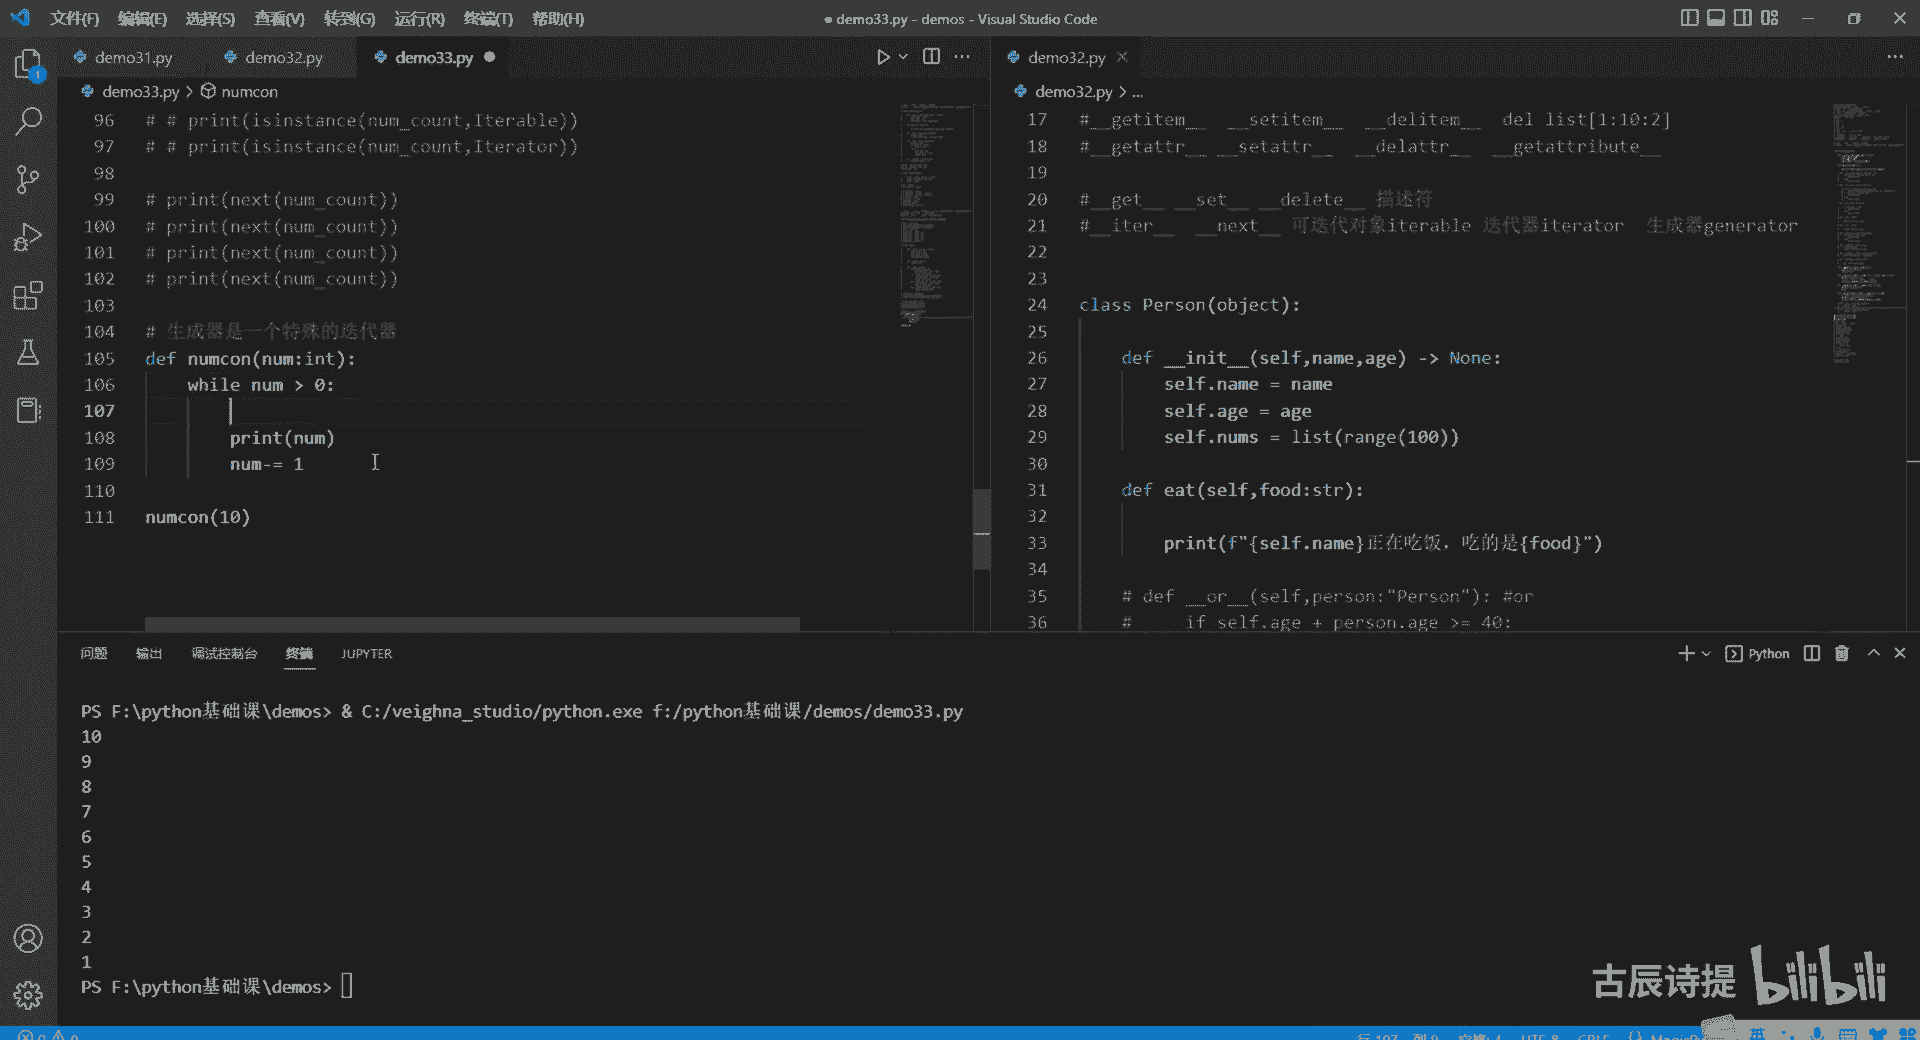 文件(F) 编辑(E) 选择(S) 查看(V) 转到(G) 运行(R) 终端(T) 帮助(H)
● demo33.py - demos - Visual Studio Code
demo31.py demo32.py demo33.py ●
demo33.py > numcon
96 # # print(isinstance(num_count,Iterable))
97 # # print(isinstance(num_count,Iterator))
98
99 # print(next(num_count))
100 # print(next(num_count))
101 # print(next(num_count))
102 # print(next(num_count))
103
104 # 生成器是一个特殊的迭代器
105 def numcon(num:int):
106 while num > 0:
107
108 print(num)
109 num-= 1
110
111 numcon(10)
demo32.py
demo32.py > ...
17 #__getitem__ __setitem__ __delitem__ del list[1:10:2]
18 #__getattr__ __setattr__ __delattr__ __getattribute__
19
20 #__get__ __set__ __delete__ 描述符
21 #__iter__ __next__ 可迭代对象iterable 迭代器iterator 生成器generator
22
23
24 class Person(object):
25
26 def __init__(self,name,age) -> None:
27 self.name = name
28 self.age = age
29 self.nums = list(range(100))
30
31 def eat(self,food:str):
32
33 print(f"{self.name}正在吃饭．吃的是{food}")
34
35 # def __or__(self,person:"Person"): #or
36 # if self.age + person.age >= 40:
问题 输出 调试控制台 终端 JUPYTER
Python
PS F:\python基础课\demos> & C:/veighna_studio/python.exe f:/python基础课/demos/demo33.py
10
9
8
7
6
5
4
3
2
1
PS F:\python基础课\demos>
古辰诗提 bilibili